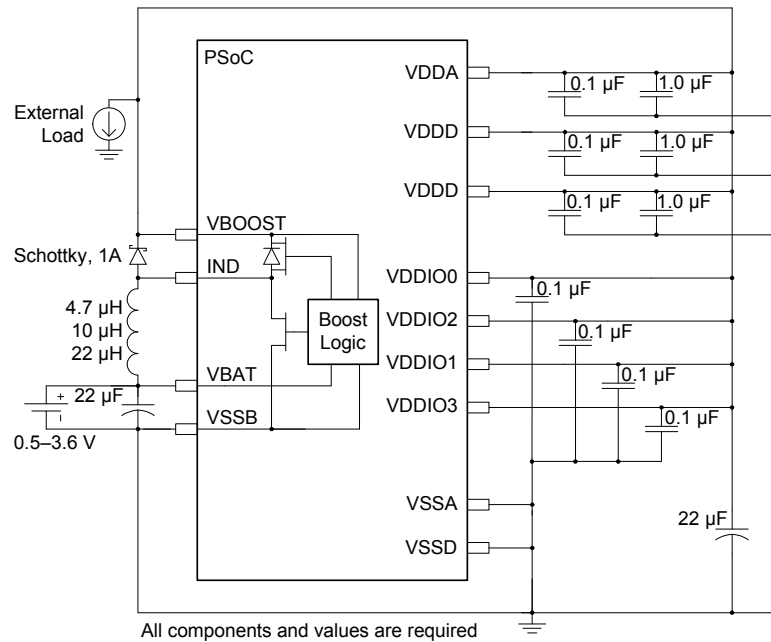 PSoC
VDDA
0.1 µF
1.0 µF
External
Load
VDDD
0.1 µF
1.0 µF
VDDD
0.1 µF
1.0 µF
VBOOST
Schottky, 1A
IND
VDDIO0
0.1 µF
4.7 µH
10 µH
22 µH
Boost
Logic
VDDIO2
0.1 µF
VDDIO1
0.1 µF
VBAT
22 µF
+
VDDIO3
0.1 µF
VSSB
0.5–3.6 V
VSSA
22 µF
VSSD
All components and values are required